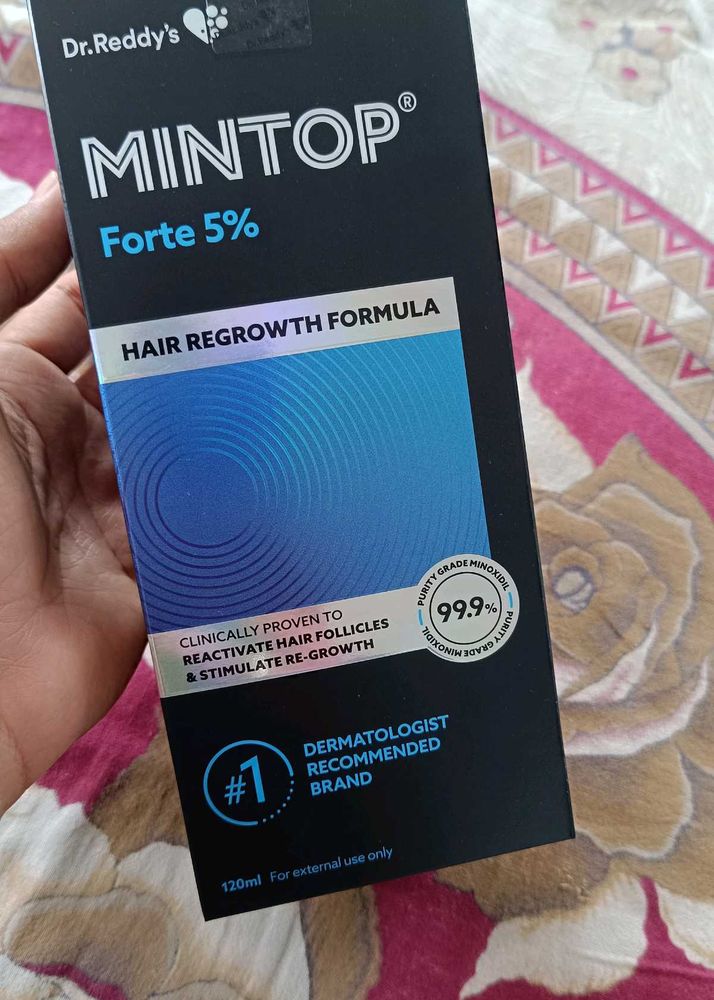 Dr.Reddy's
MINTOP®
Forte 5%
HAIR REGROWTH FORMULA
CLINICALLY PROVEN TO
REACTIVATE HAIR FOLLICLES
& STIMULATE RE-GROWTH
PURITY GRADE MINOXIDIL
99.9%
PURITY GRADE MINOXIDIL
#1
DERMATOLOGIST
RECOMMENDED
BRAND
120ml For external use only